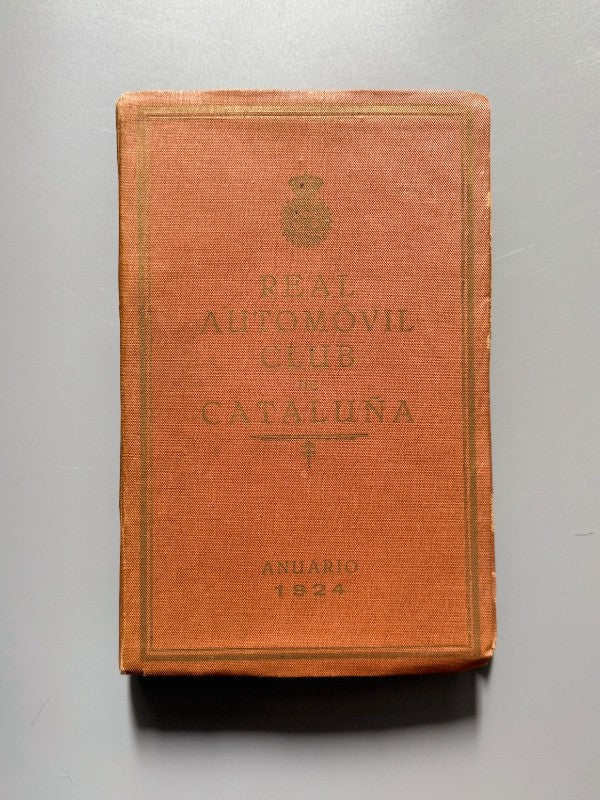 REAL
AUTOMÓVIL
CLUB
DE
CATALUÑA
ANUARIO
1924